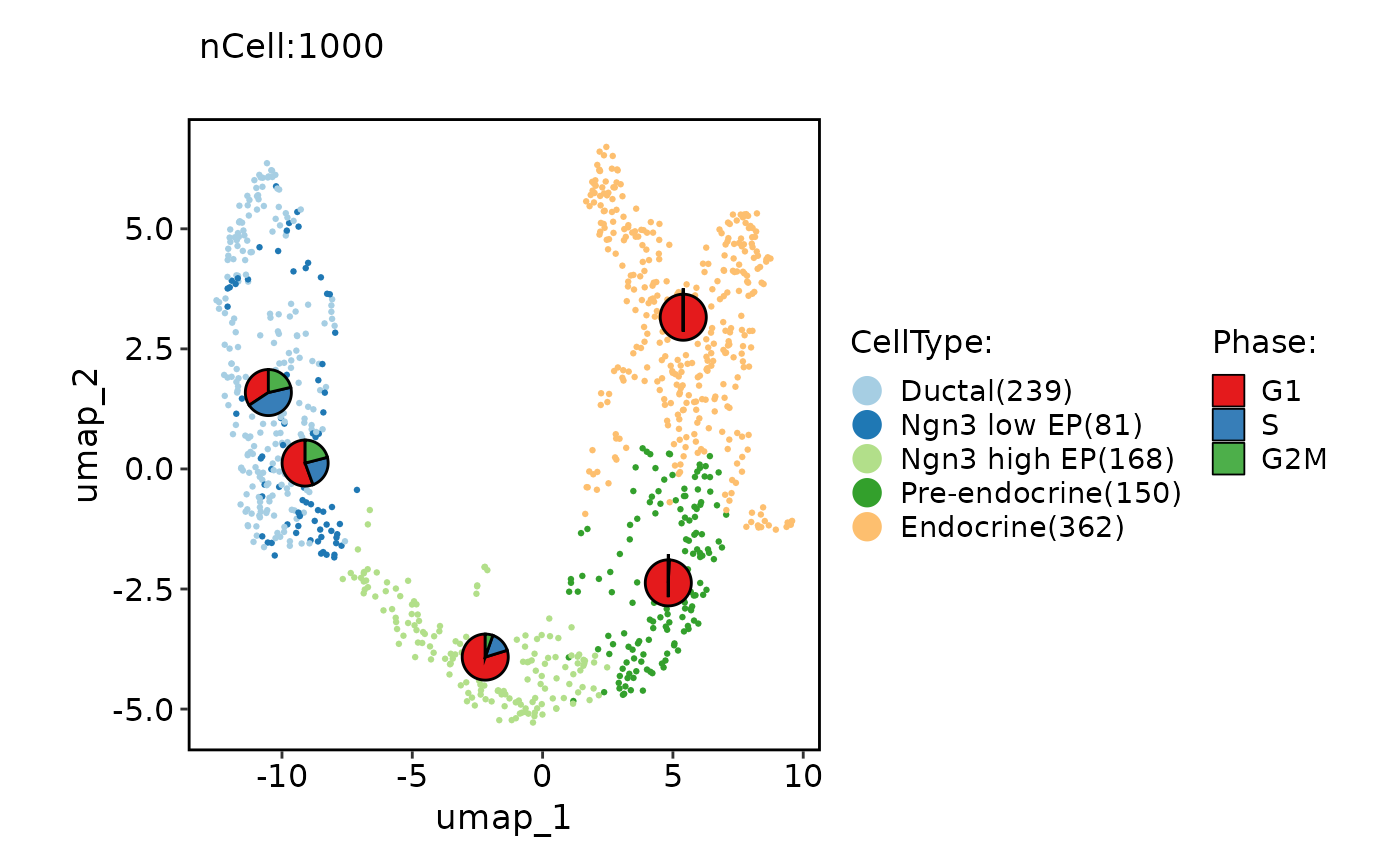 nCell:1000
5.0
2.5
0.0
-2.5
-5.0
umap_2
-10
-5
0
5
10
umap_1
CellType:
Ductal(239)
Ngn3 low EP(81)
Ngn3 high EP(168)
Pre-endocrine(150)
Endocrine(362)
Phase:
G1
S
G2M